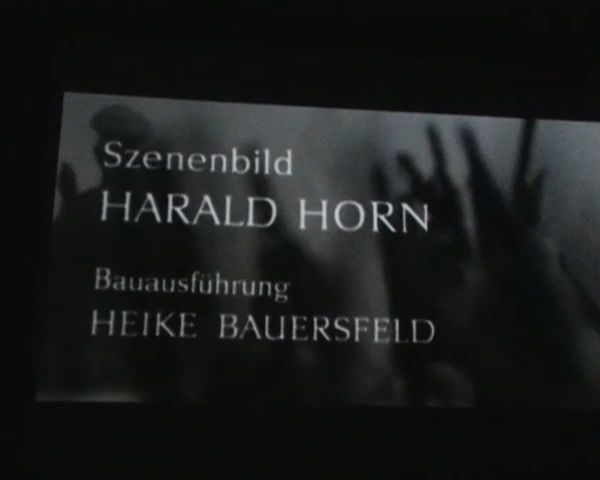 Szenenbild
HARALD HORN
Bauausführung
HEIKE BAUERSFELD